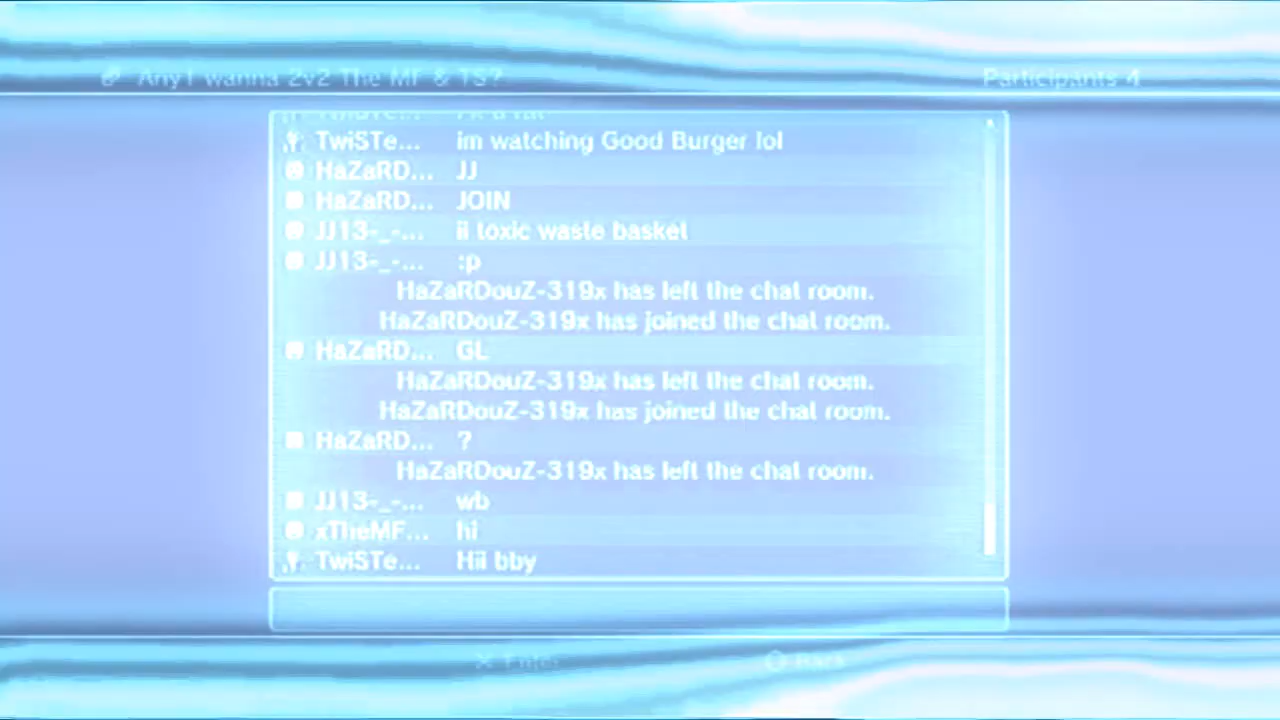 Any1 wanna 2v2 The MF & TS?
Participants 4
TwiSTe... im watching Good Burger lol
HaZaRD... JJ
HaZaRD... JOIN
JJ13-_-... ii toxic waste basket
JJ13-_-... :p
HaZaRDouZ-319x has left the chat room.
HaZaRDouZ-319x has joined the chat room.
HaZaRD... GL
HaZaRDouZ-319x has left the chat room.
HaZaRDouZ-319x has joined the chat room.
HaZaRD... ?
HaZaRDouZ-319x has left the chat room.
JJ13-_-... wb
xTheMF... hi
TwiSTe... Hii bby
Enter
Back